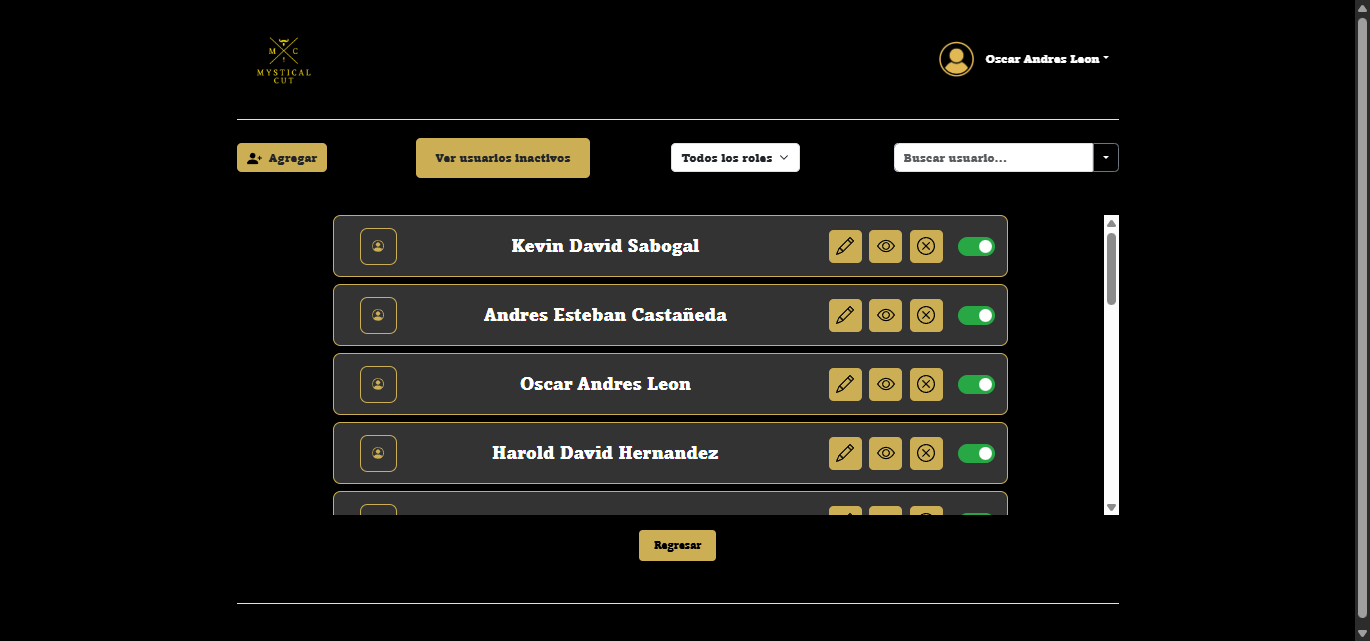 M C
MYSTICAL
CUT
Oscar Andres Leon
Agregar
Ver usuarios inactivos
Todos los roles
Buscar usuario...
Kevin David Sabogal
Andres Esteban Castañeda
Oscar Andres Leon
Harold David Hernandez
Regresar